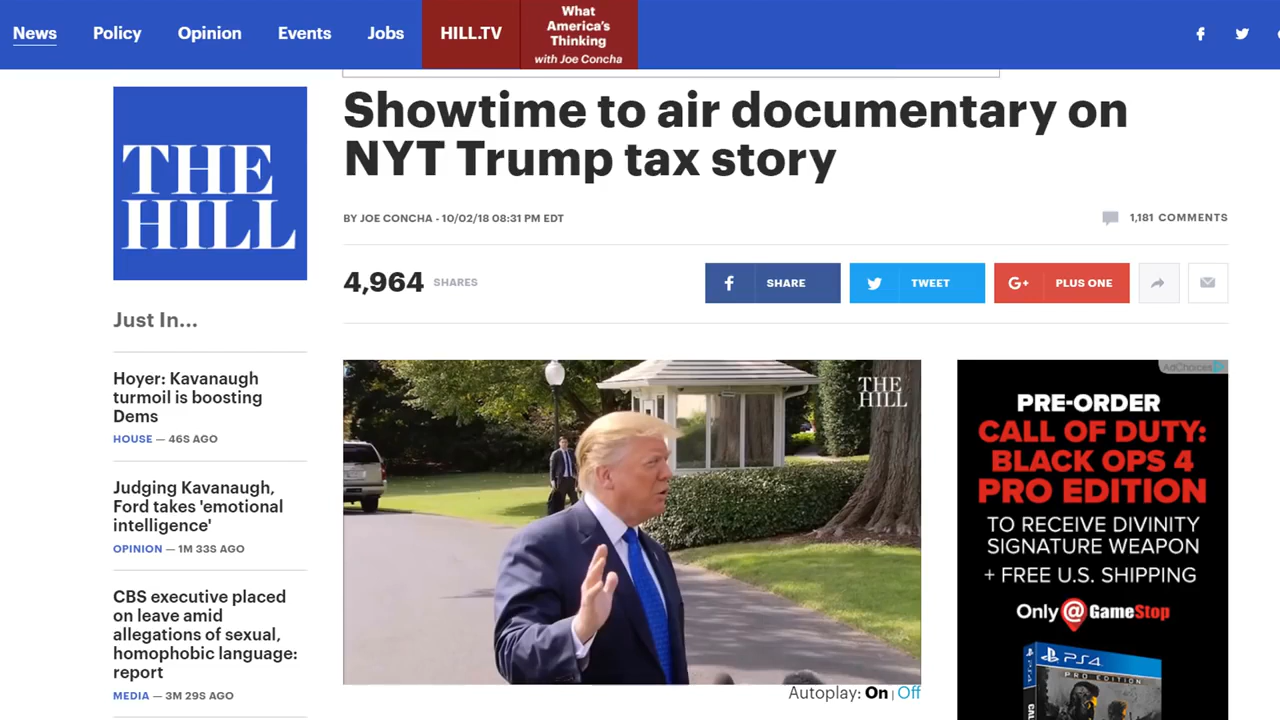 News
Policy
Opinion
Events
Jobs
HILL.TV
What
America's
Thinking
with Joe Concha
THE
HILL
Showtime to air documentary on
NYT Trump tax story
BY JOE CONCHA - 10/02/18 08:31 PM EDT
1,181 COMMENTS
4,964 SHARES
SHARE
TWEET
G+ PLUS ONE
Just In...
Hoyer: Kavanaugh
turmoil is boosting
Dems
HOUSE — 46S AGO
Judging Kavanaugh,
Ford takes 'emotional
intelligence'
OPINION — 1M 33S AGO
CBS executive placed
on leave amid
allegations of sexual,
homophobic language:
report
MEDIA — 3M 29S AGO
THE
HILL
Autoplay: On | Off
AdChoices
PRE-ORDER
CALL OF DUTY:
BLACK OPS 4
PRO EDITION
TO RECEIVE DIVINITY
SIGNATURE WEAPON
+ FREE U.S. SHIPPING
Only @ GameStop
PS4
PRO EDITION